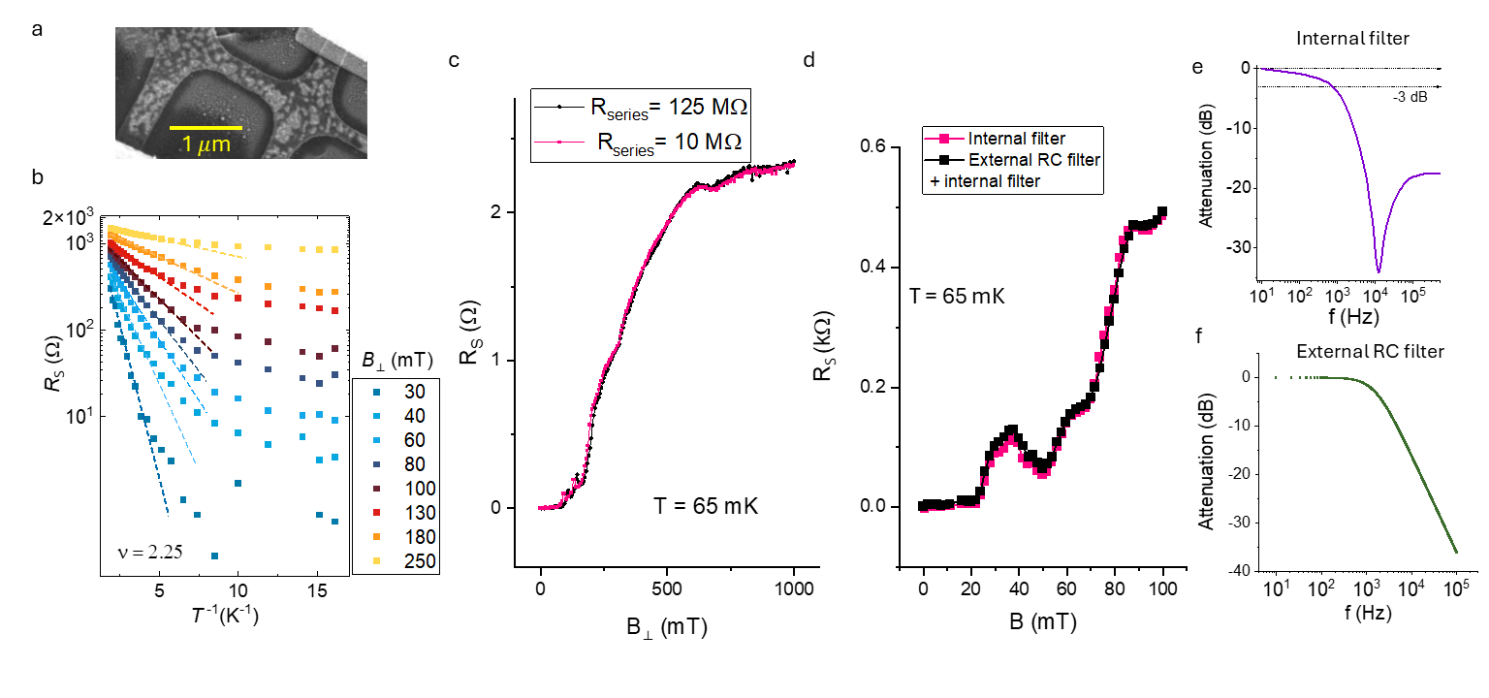 a
1 μm
b
2×10³
10³
10²
10¹
R_S (Ω)
ν = 2.25
5
10
15
T⁻¹(K⁻¹)
B⊥ (mT)
30
40
60
80
100
130
180
250
c
R_series= 125 MΩ
R_series= 10 MΩ
2
1
0
R_S (Ω)
T = 65 mK
0
500
1000
B⊥ (mT)
d
Internal filter
External RC filter
+ internal filter
0.6
0.4
0.2
0.0
R_S (kΩ)
T = 65 mK
0
20
40
60
80
100
B (mT)
e
Internal filter
0
-10
-20
-30
Attenuation (dB)
-3 dB
10¹
10²
10³
10⁴
10⁵
f (Hz)
f
External RC filter
0
-10
-20
-30
-40
Attenuation (dB)
10¹
10²
10³
10⁴
10⁵
f (Hz)